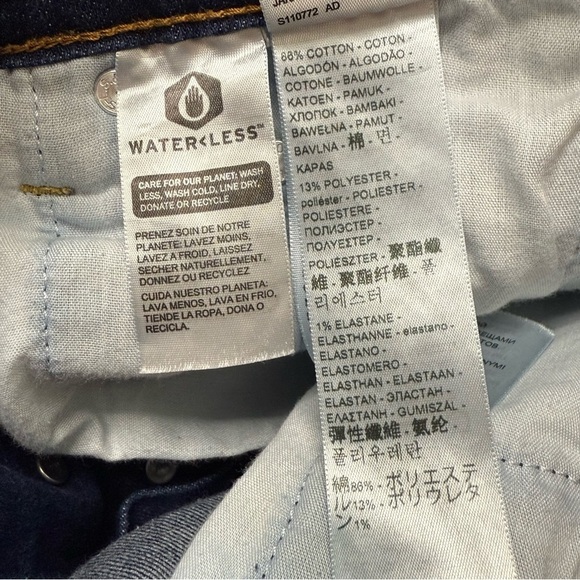 WATER<LESS™
CARE FOR OUR PLANET: WASH
LESS, WASH COLD, LINE DRY,
DONATE OR RECYCLE
PRENEZ SOIN DE NOTRE
PLANETE: LAVEZ MOINS,
LAVEZ A FROID, LAISSEZ
SECHER NATURELLEMENT,
DONNEZ OU RECYCLEZ
CUIDA NUESTRO PLANETA:
LAVA MENOS, LAVA EN FRIO,
TIENDE LA ROPA, DONA O
RECICLA.
S110772 AD
86% COTTON - COTON -
ALGODÓN - ALGODÃO -
COTONE - BAUMWOLLE -
KATOEN - PAMUK -
ХЛОПОК - ΒΑΜΒΑΚΙ -
BAWEŁNA - PAMUT -
BAVLNA - 棉 - 면 -
KAPAS
13% POLYESTER -
poliéster - POLIESTER -
POLIESTERE -
ПОЛИЭСТЕР -
ΠΟΛΥΕΣΤΕΡ -
POLIÉSZTER - 聚酯纖
維 - 聚酯纤维 - 폴
리에스터
1% ELASTANE -
ELASTHANNE - elastano -
ELASTANO -
ELASTOMERO -
ELASTHAN - ELASTAAN -
ELASTAN - ЭЛАСТАН -
ΕΛΑΣΤΑΝΗ - GUMISZÁL -
彈性纖維 - 氨纶 -
폴리우레탄
綿86% - ポリエステ
ル13% - ポリウレタ
ン1%